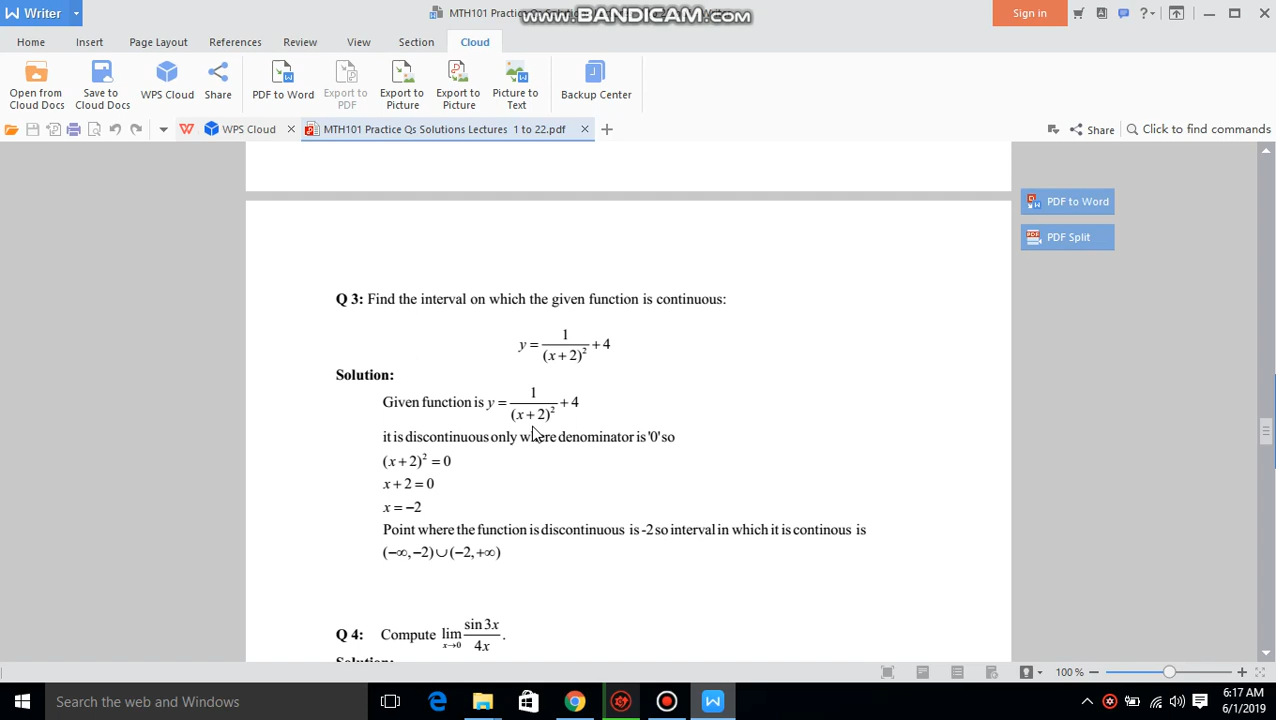 Writer
MTH101 Practice Qs Solutions
www.BANDICAM.com
Sign in
Home Insert Page Layout References Review View Section Cloud
Open from Cloud Docs
Save to Cloud Docs
WPS Cloud
Share
PDF to Word
Export to PDF
Export to Picture
Export to Picture
Picture to Text
Backup Center
WPS Cloud
MTH101 Practice Qs Solutions Lectures 1 to 22.pdf
Share
Click to find commands
PDF to Word
PDF Split
Q 3: Find the interval on which the given function is continuous:
y = 1/(x + 2)² + 4
Solution:
Given function is y = 1/(x + 2)² + 4
it is discontinuous only where denominator is '0' so
(x + 2)² = 0
x + 2 = 0
x = −2
Point where the function is discontinuous is -2 so interval in which it is continous is
(−∞, −2) ∪ (−2, +∞)
Q 4: Compute lim x→0 sin 3x / 4x .
Solution:
100 %
Search the web and Windows
6:17 AM
6/1/2019